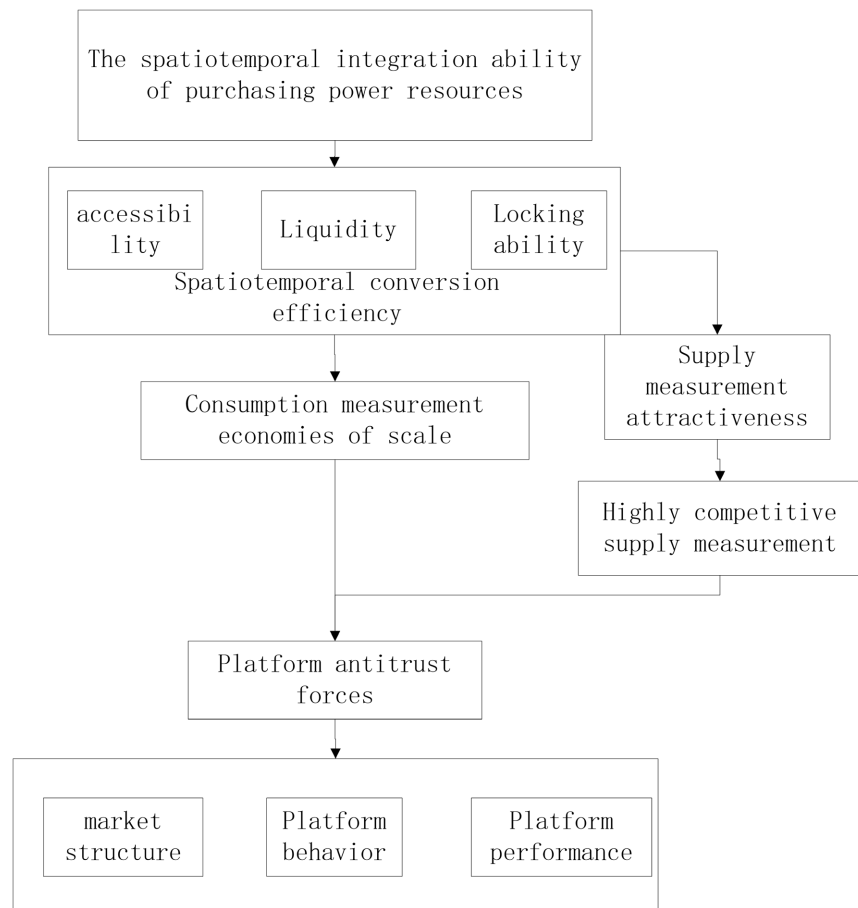 The spatiotemporal integration ability
of purchasing power resources
accessibi
lity
Liquidity
Locking
ability
Spatiotemporal conversion
efficiency
Supply
measurement
attractiveness
Consumption measurement
economies of scale
Highly competitive
supply measurement
Platform antitrust
forces
market
structure
Platform
behavior
Platform
performance